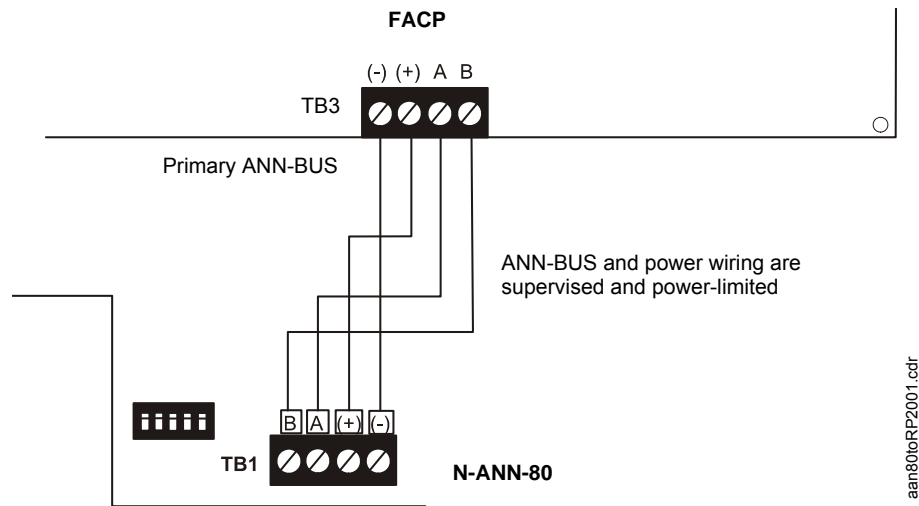 FACP
(-) (+) A B
TB3
Primary ANN-BUS
ANN-BUS and power wiring are
supervised and power-limited
B A (+) (-)
TB1
N-ANN-80
aan80toRP2001.cdr